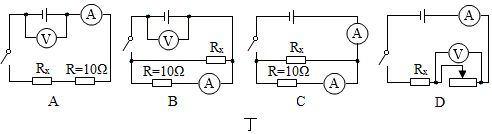 A V Rx R=10Ω A
V Rx R=10Ω A B
A Rx R=10Ω A C
A V Rx D
丁